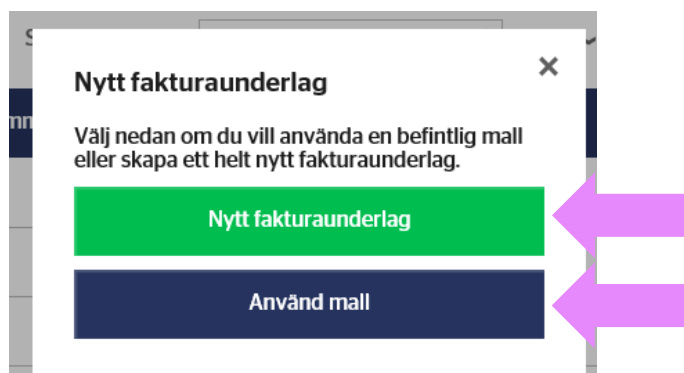 Nytt fakturaunderlag
Välj nedan om du vill använda en befintlig mall
eller skapa ett helt nytt fakturaunderlag.
Nytt fakturaunderlag
Använd mall